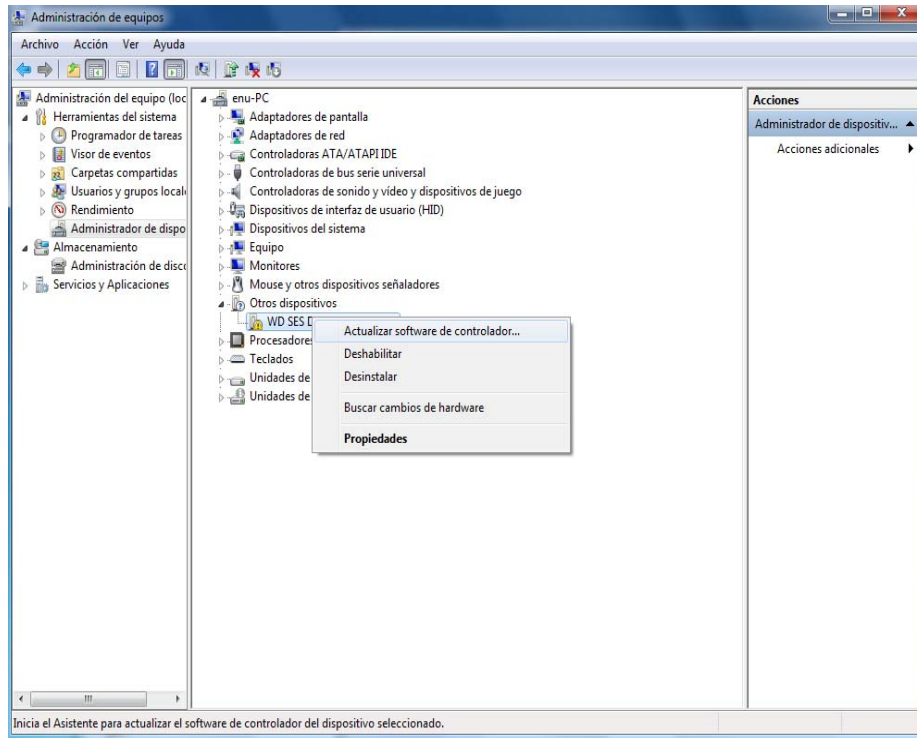 Administración de equipos
Archivo Acción Ver Ayuda
Administración del equipo (loc
Herramientas del sistema
Programador de tareas
Visor de eventos
Carpetas compartidas
Usuarios y grupos local
Rendimiento
Administrador de dispo
Almacenamiento
Administración de disc
Servicios y Aplicaciones
enu-PC
Adaptadores de pantalla
Adaptadores de red
Controladoras ATA/ATAPI IDE
Controladoras de bus serie universal
Controladoras de sonido y vídeo y dispositivos de juego
Dispositivos de interfaz de usuario (HID)
Dispositivos del sistema
Equipo
Monitores
Mouse y otros dispositivos señaladores
Otros dispositivos
WD SES D
Procesadores
Teclados
Unidades de
Unidades de
Actualizar software de controlador...
Deshabilitar
Desinstalar
Buscar cambios de hardware
Propiedades
Acciones
Administrador de dispositiv...
Acciones adicionales
Inicia el Asistente para actualizar el software de controlador del dispositivo seleccionado.